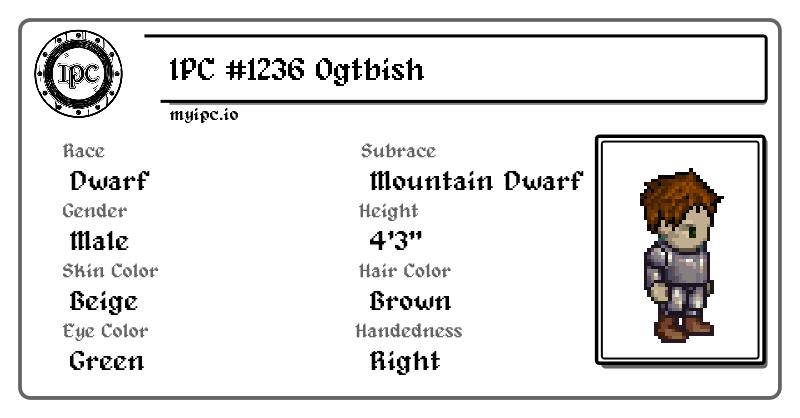 IPC
IPC #1236 Ogtbish
myipc.io
Race
Dwarf
Subrace
Mountain Dwarf
Gender
Male
Height
4'3"
Skin Color
Beige
Hair Color
Brown
Eye Color
Green
Handedness
Right